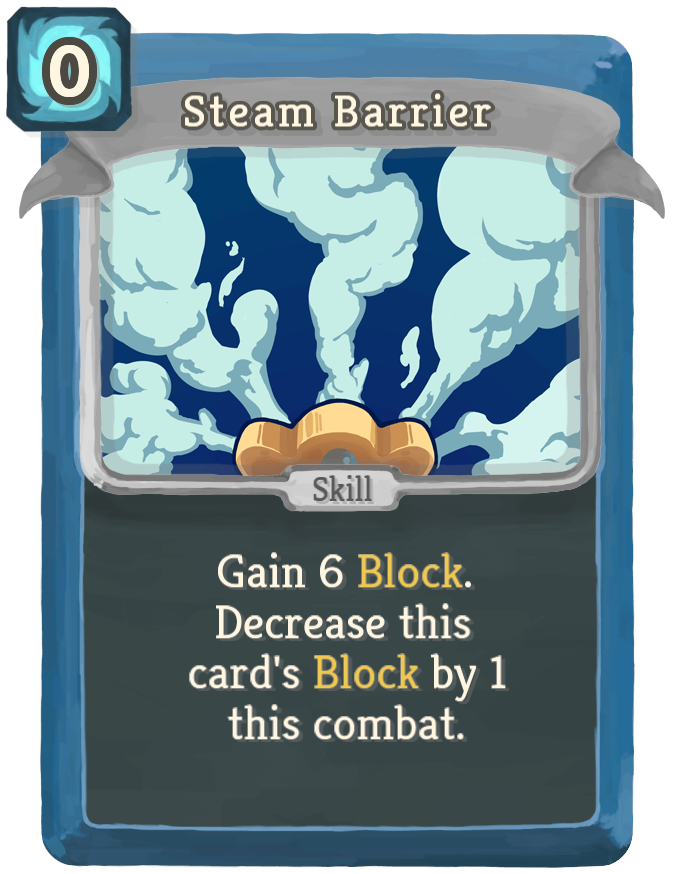 0
Steam Barrier
Skill
Gain 6 Block.
Decrease this
card's Block by 1
this combat.